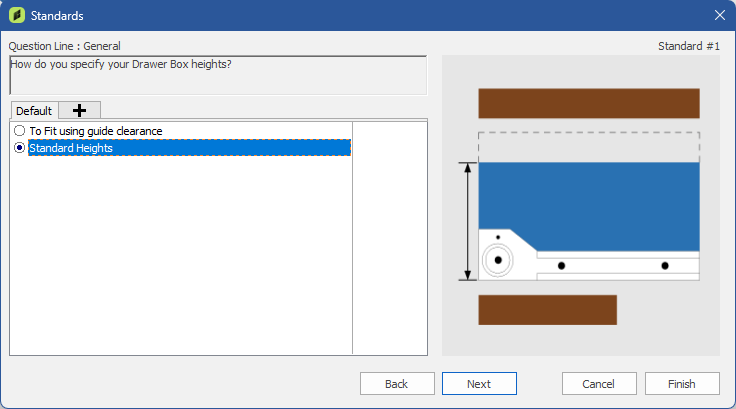 Standards
Question Line : General
Standard #1
How do you specify your Drawer Box heights?
Default
To Fit using guide clearance
Standard Heights
Back
Next
Cancel
Finish